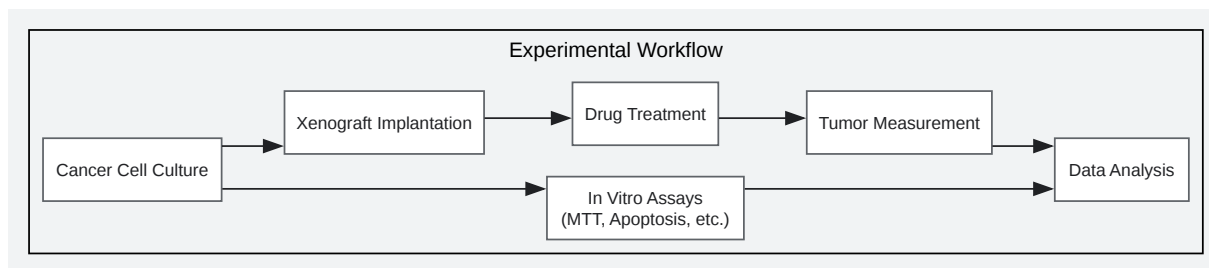 Experimental Workflow
Xenograft Implantation
Drug Treatment
Tumor Measurement
Cancer Cell Culture
Data Analysis
In Vitro Assays
(MTT, Apoptosis, etc.)